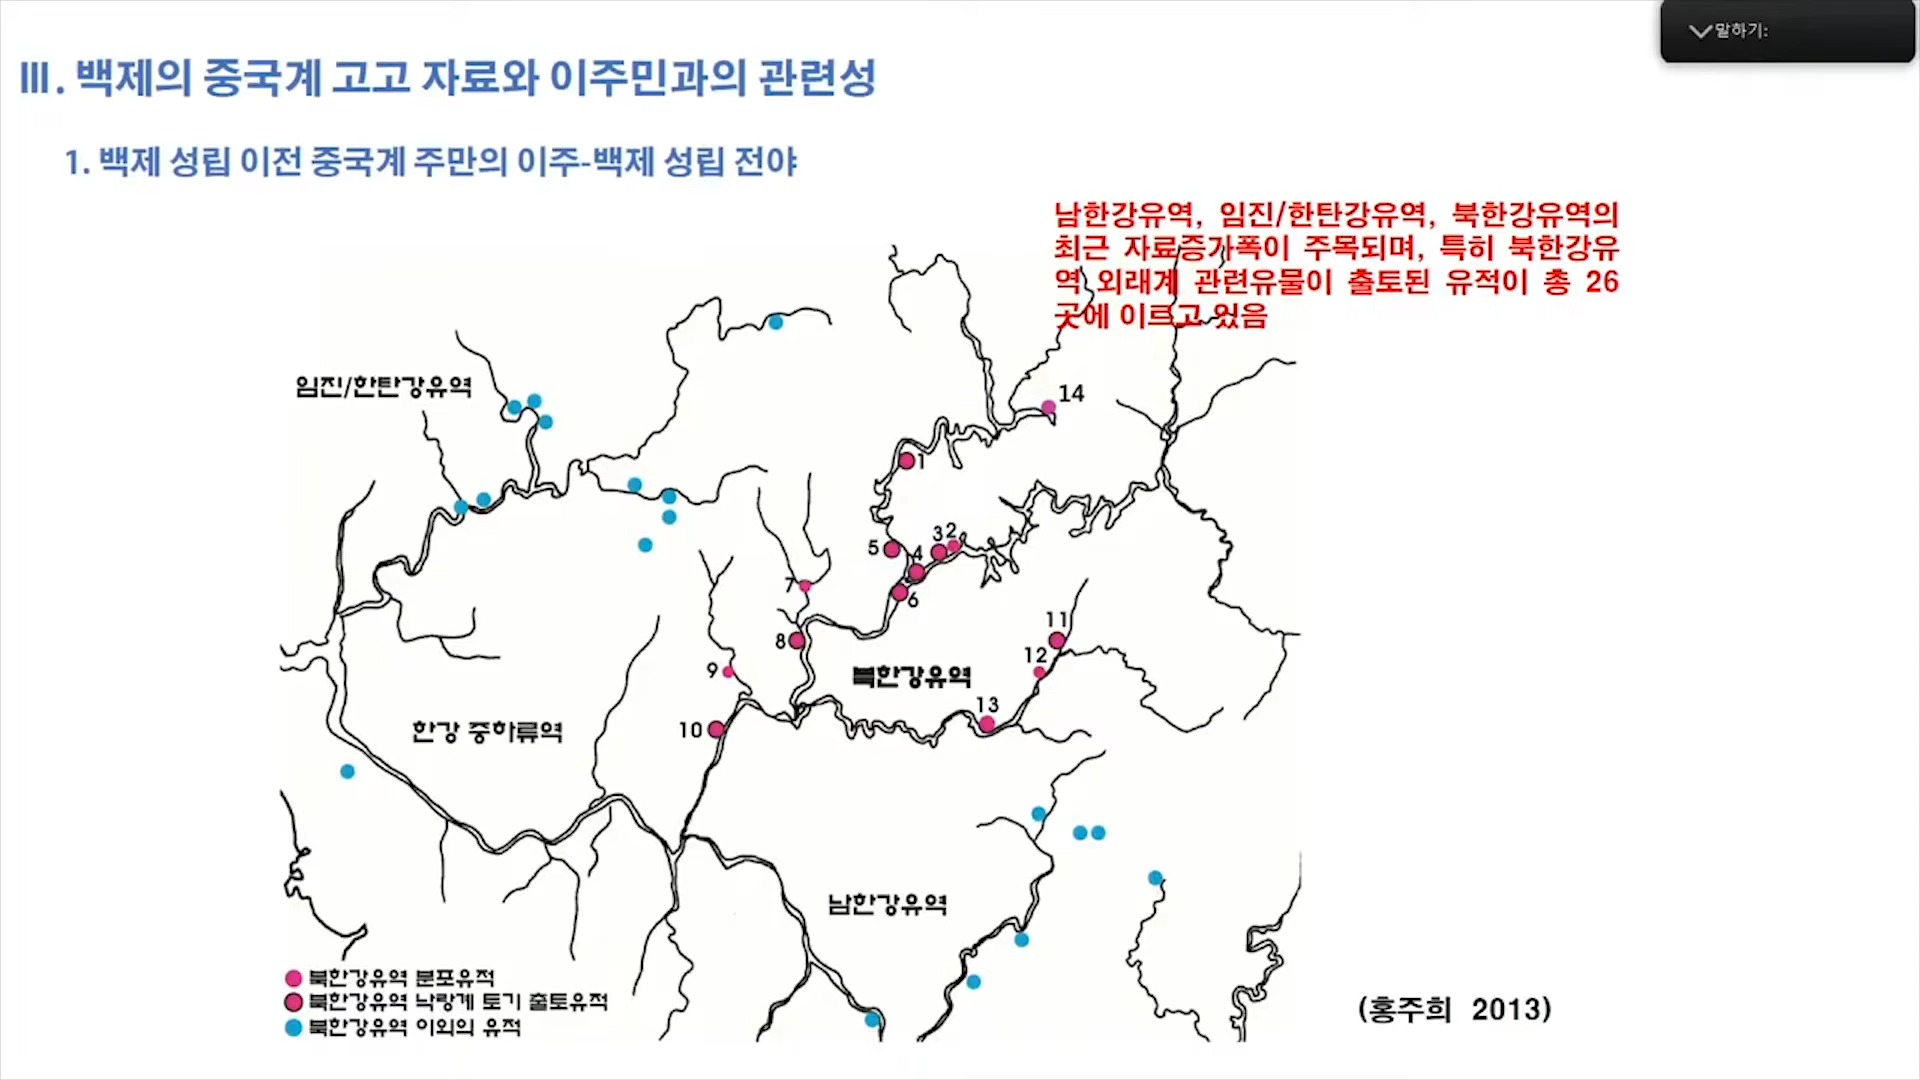 말하기:
Ⅲ. 백제의 중국계 고고 자료와 이주민과의 관련성
1. 백제 성립 이전 중국계 주만의 이주-백제 성립 전야
남한강유역, 임진/한탄강유역, 북한강유역의
최근 자료증가폭이 주목되며, 특히 북한강유
역 외래계 관련유물이 출토된 유적이 총 26
곳에 이르고 있음
임진/한탄강유역
14
1
3
2
5
4
7
6
11
8
12
9
북한강유역
13
10
한강 중하류역
남한강유역
북한강유역 분포유적
북한강유역 낙랑계 토기 출토유적
북한강유역 이외의 유적
(홍주희 2013)